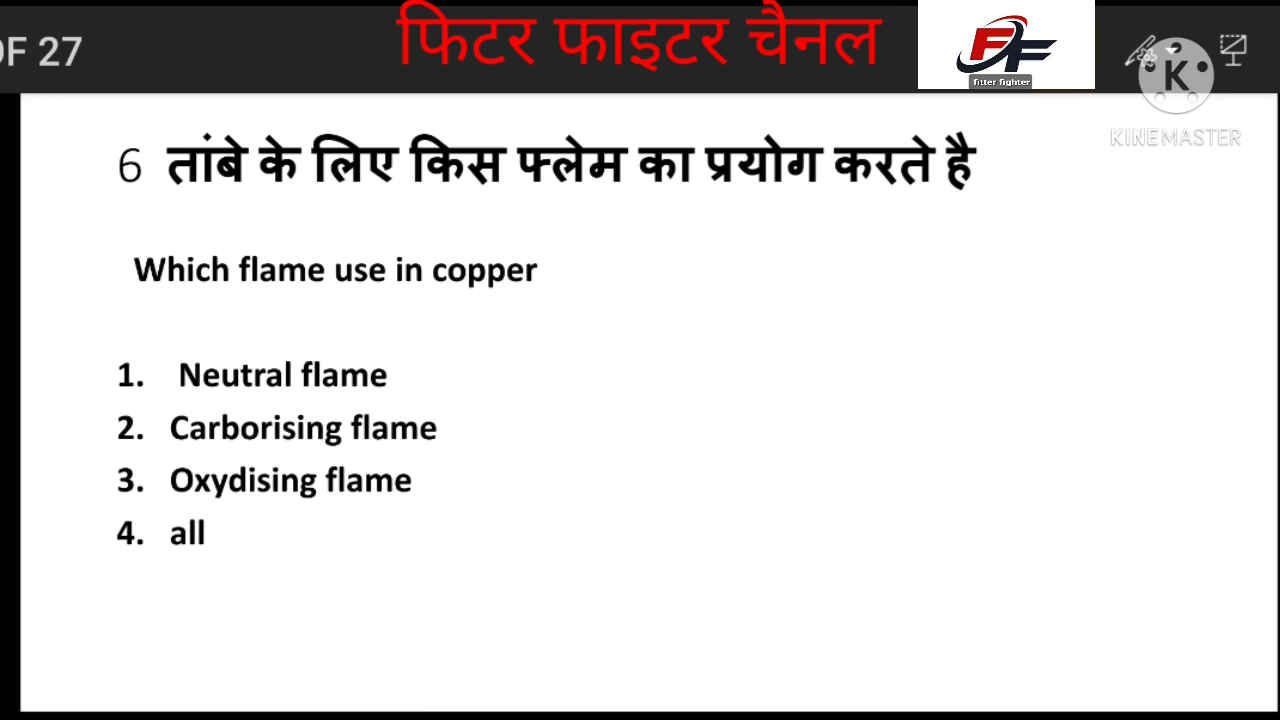 OF 27
फिटर फाइटर चैनल
fitter fighter
K
KINEMASTER
6 तांबे के लिए किस फ्लेम का प्रयोग करते है
Which flame use in copper
1. Neutral flame
2. Carborising flame
3. Oxydising flame
4. all